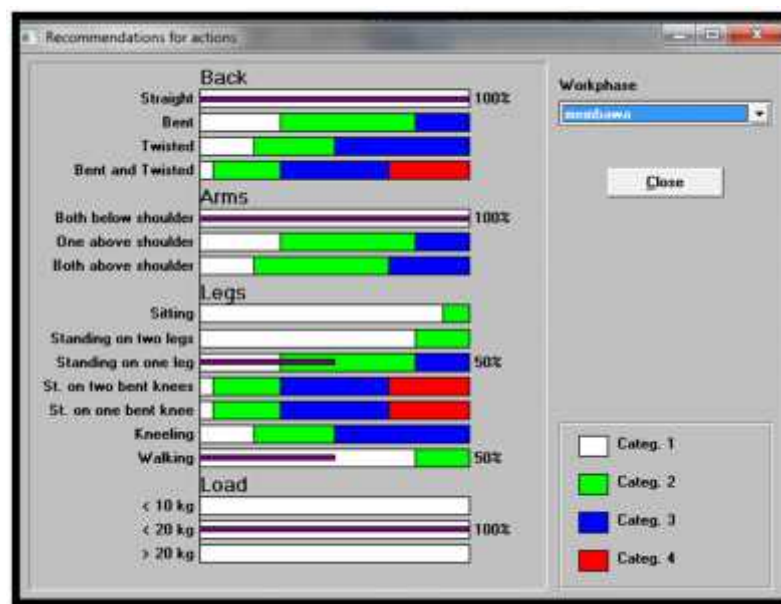 Recommendations for actions
Back
Straight 100%
Bent
Twisted
Bent and Twisted
Arms
Both below shoulder 100%
One above shoulder
Both above shoulder
Legs
Sitting
Standing on two legs
Standing on one leg 50%
St. on two bent knees
St. on one bent knee
Kneeling
Walking 50%
Load
< 10 kg
< 20 kg 100%
> 20 kg
Workphase
membawa
Close
Categ. 1
Categ. 2
Categ. 3
Categ. 4